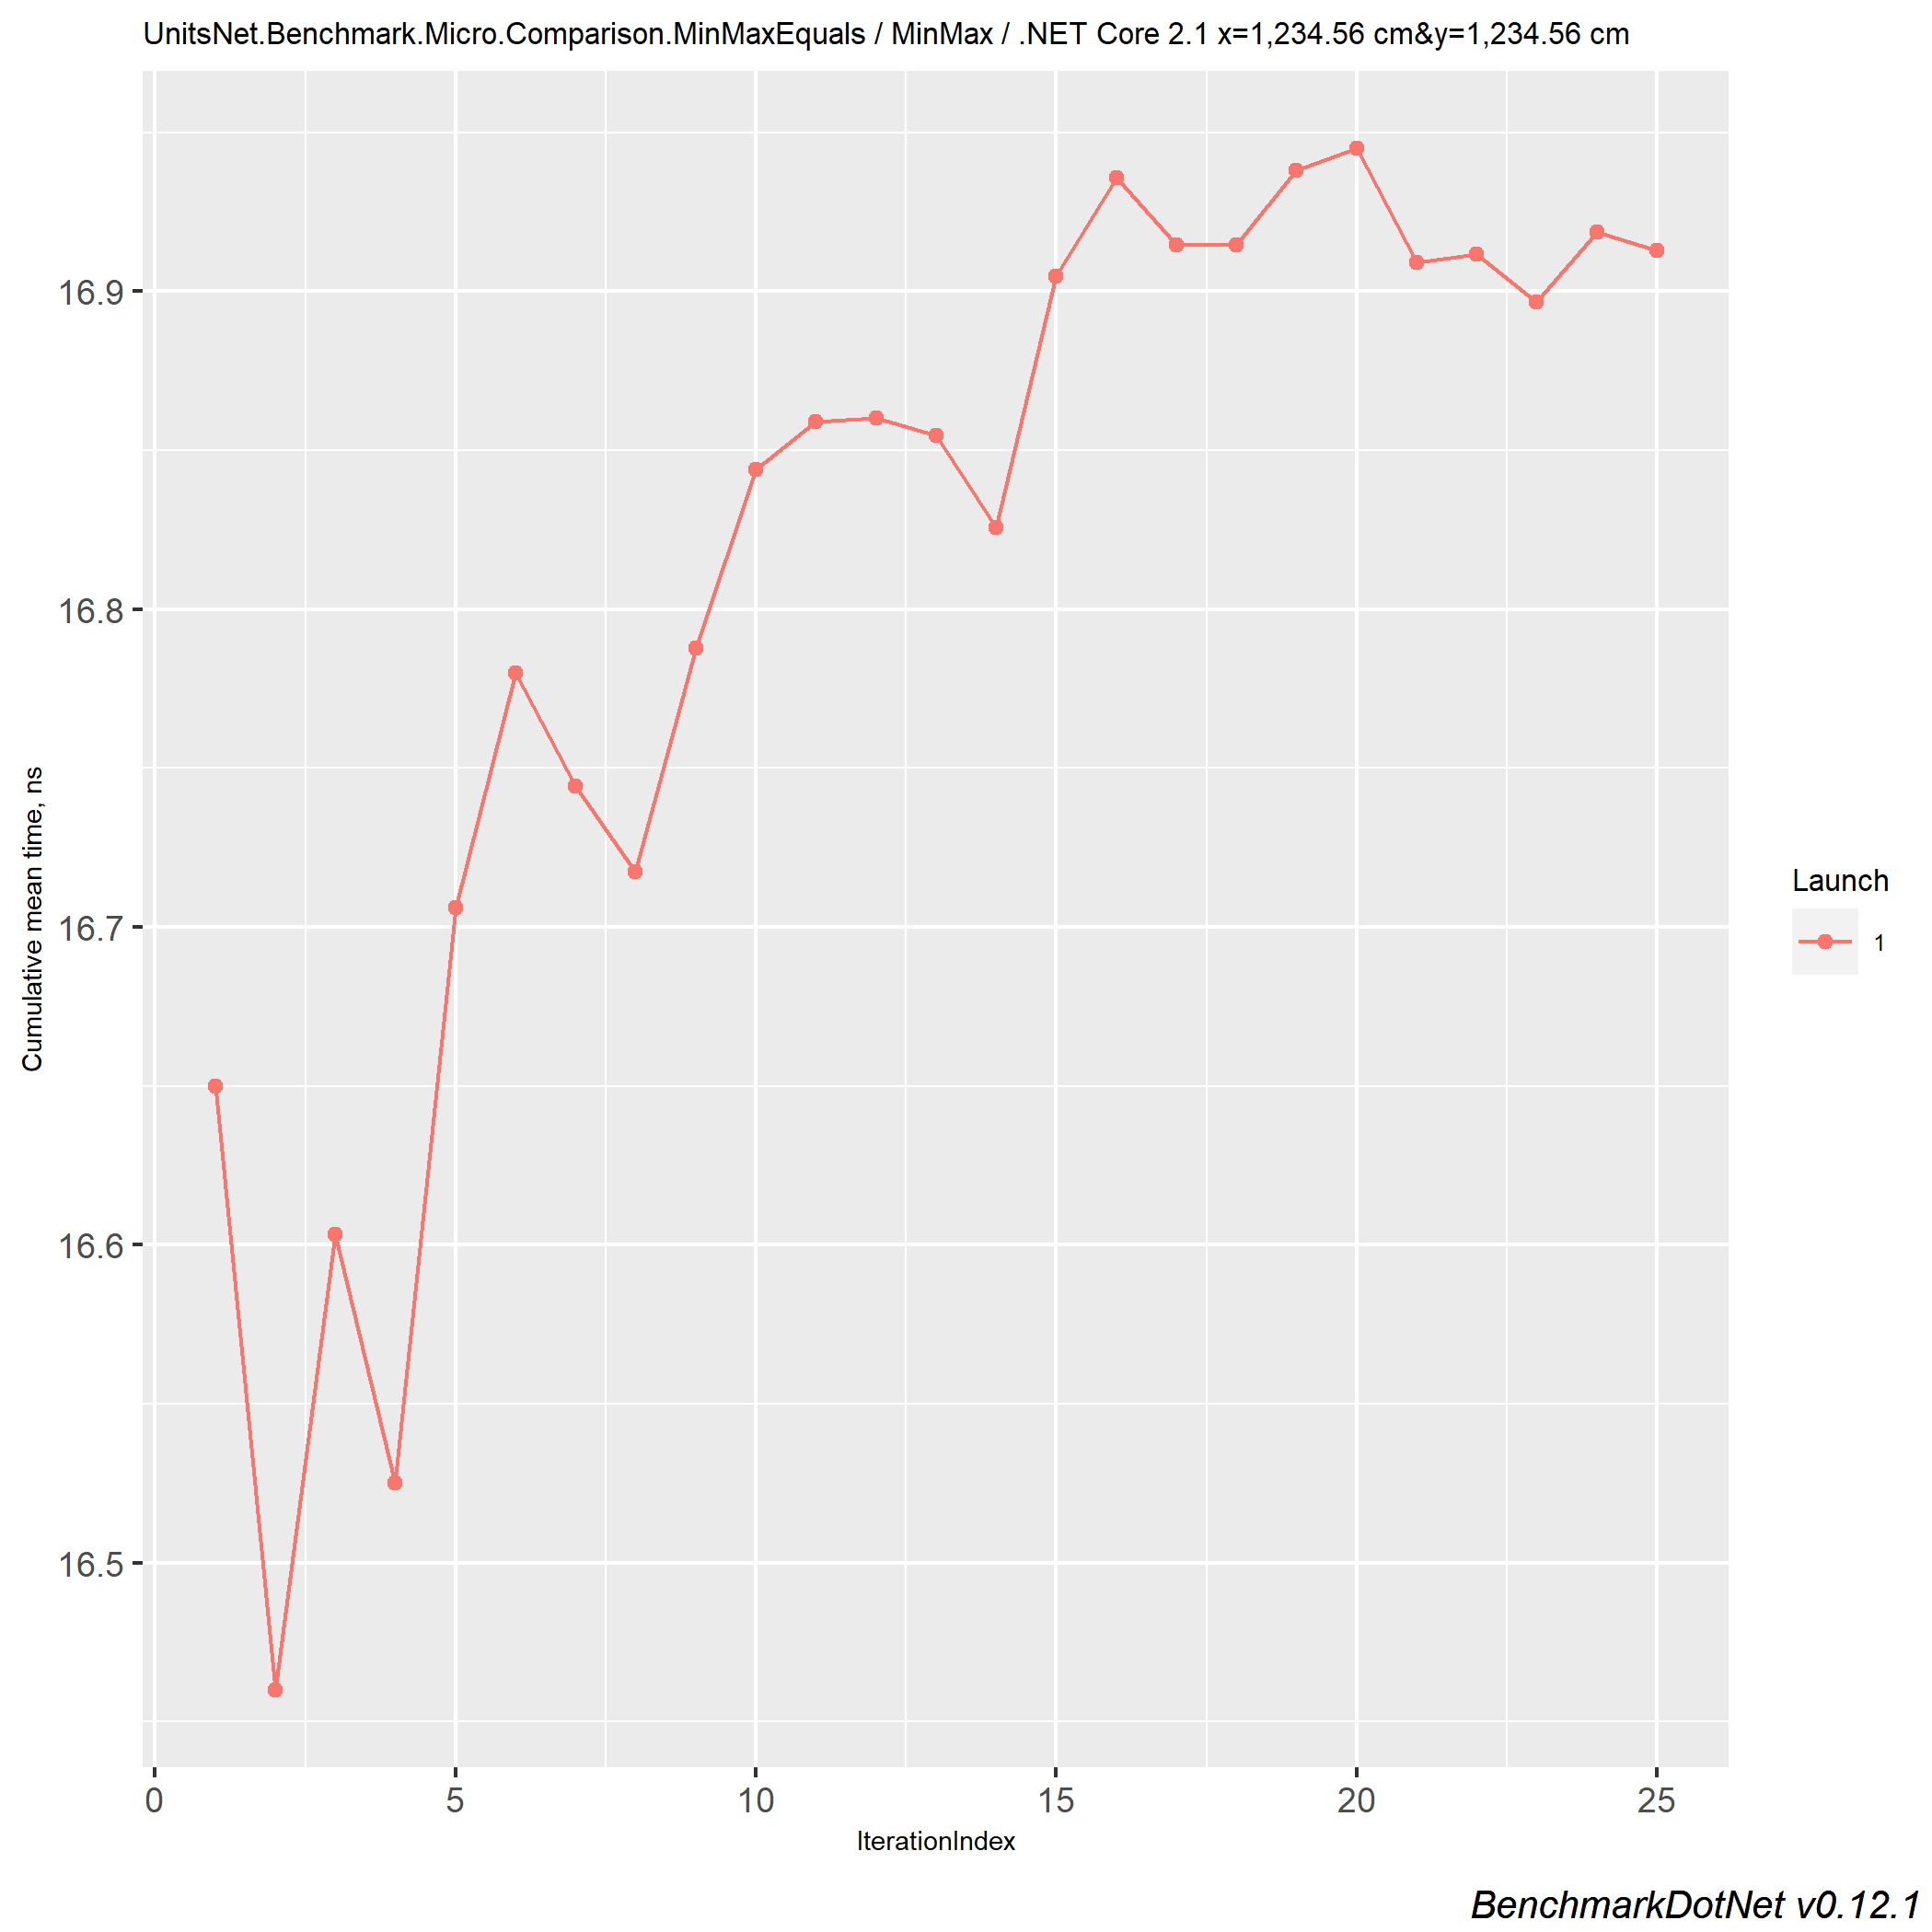 UnitsNet.Benchmark.Micro.Comparison.MinMaxEquals / MinMax / .NET Core 2.1 x=1,234.56 cm&y=1,234.56 cm
Cumulative mean time, ns
16.9
16.8
16.7
16.6
16.5
0 5 10 15 20 25
IterationIndex
Launch
1
BenchmarkDotNet v0.12.1